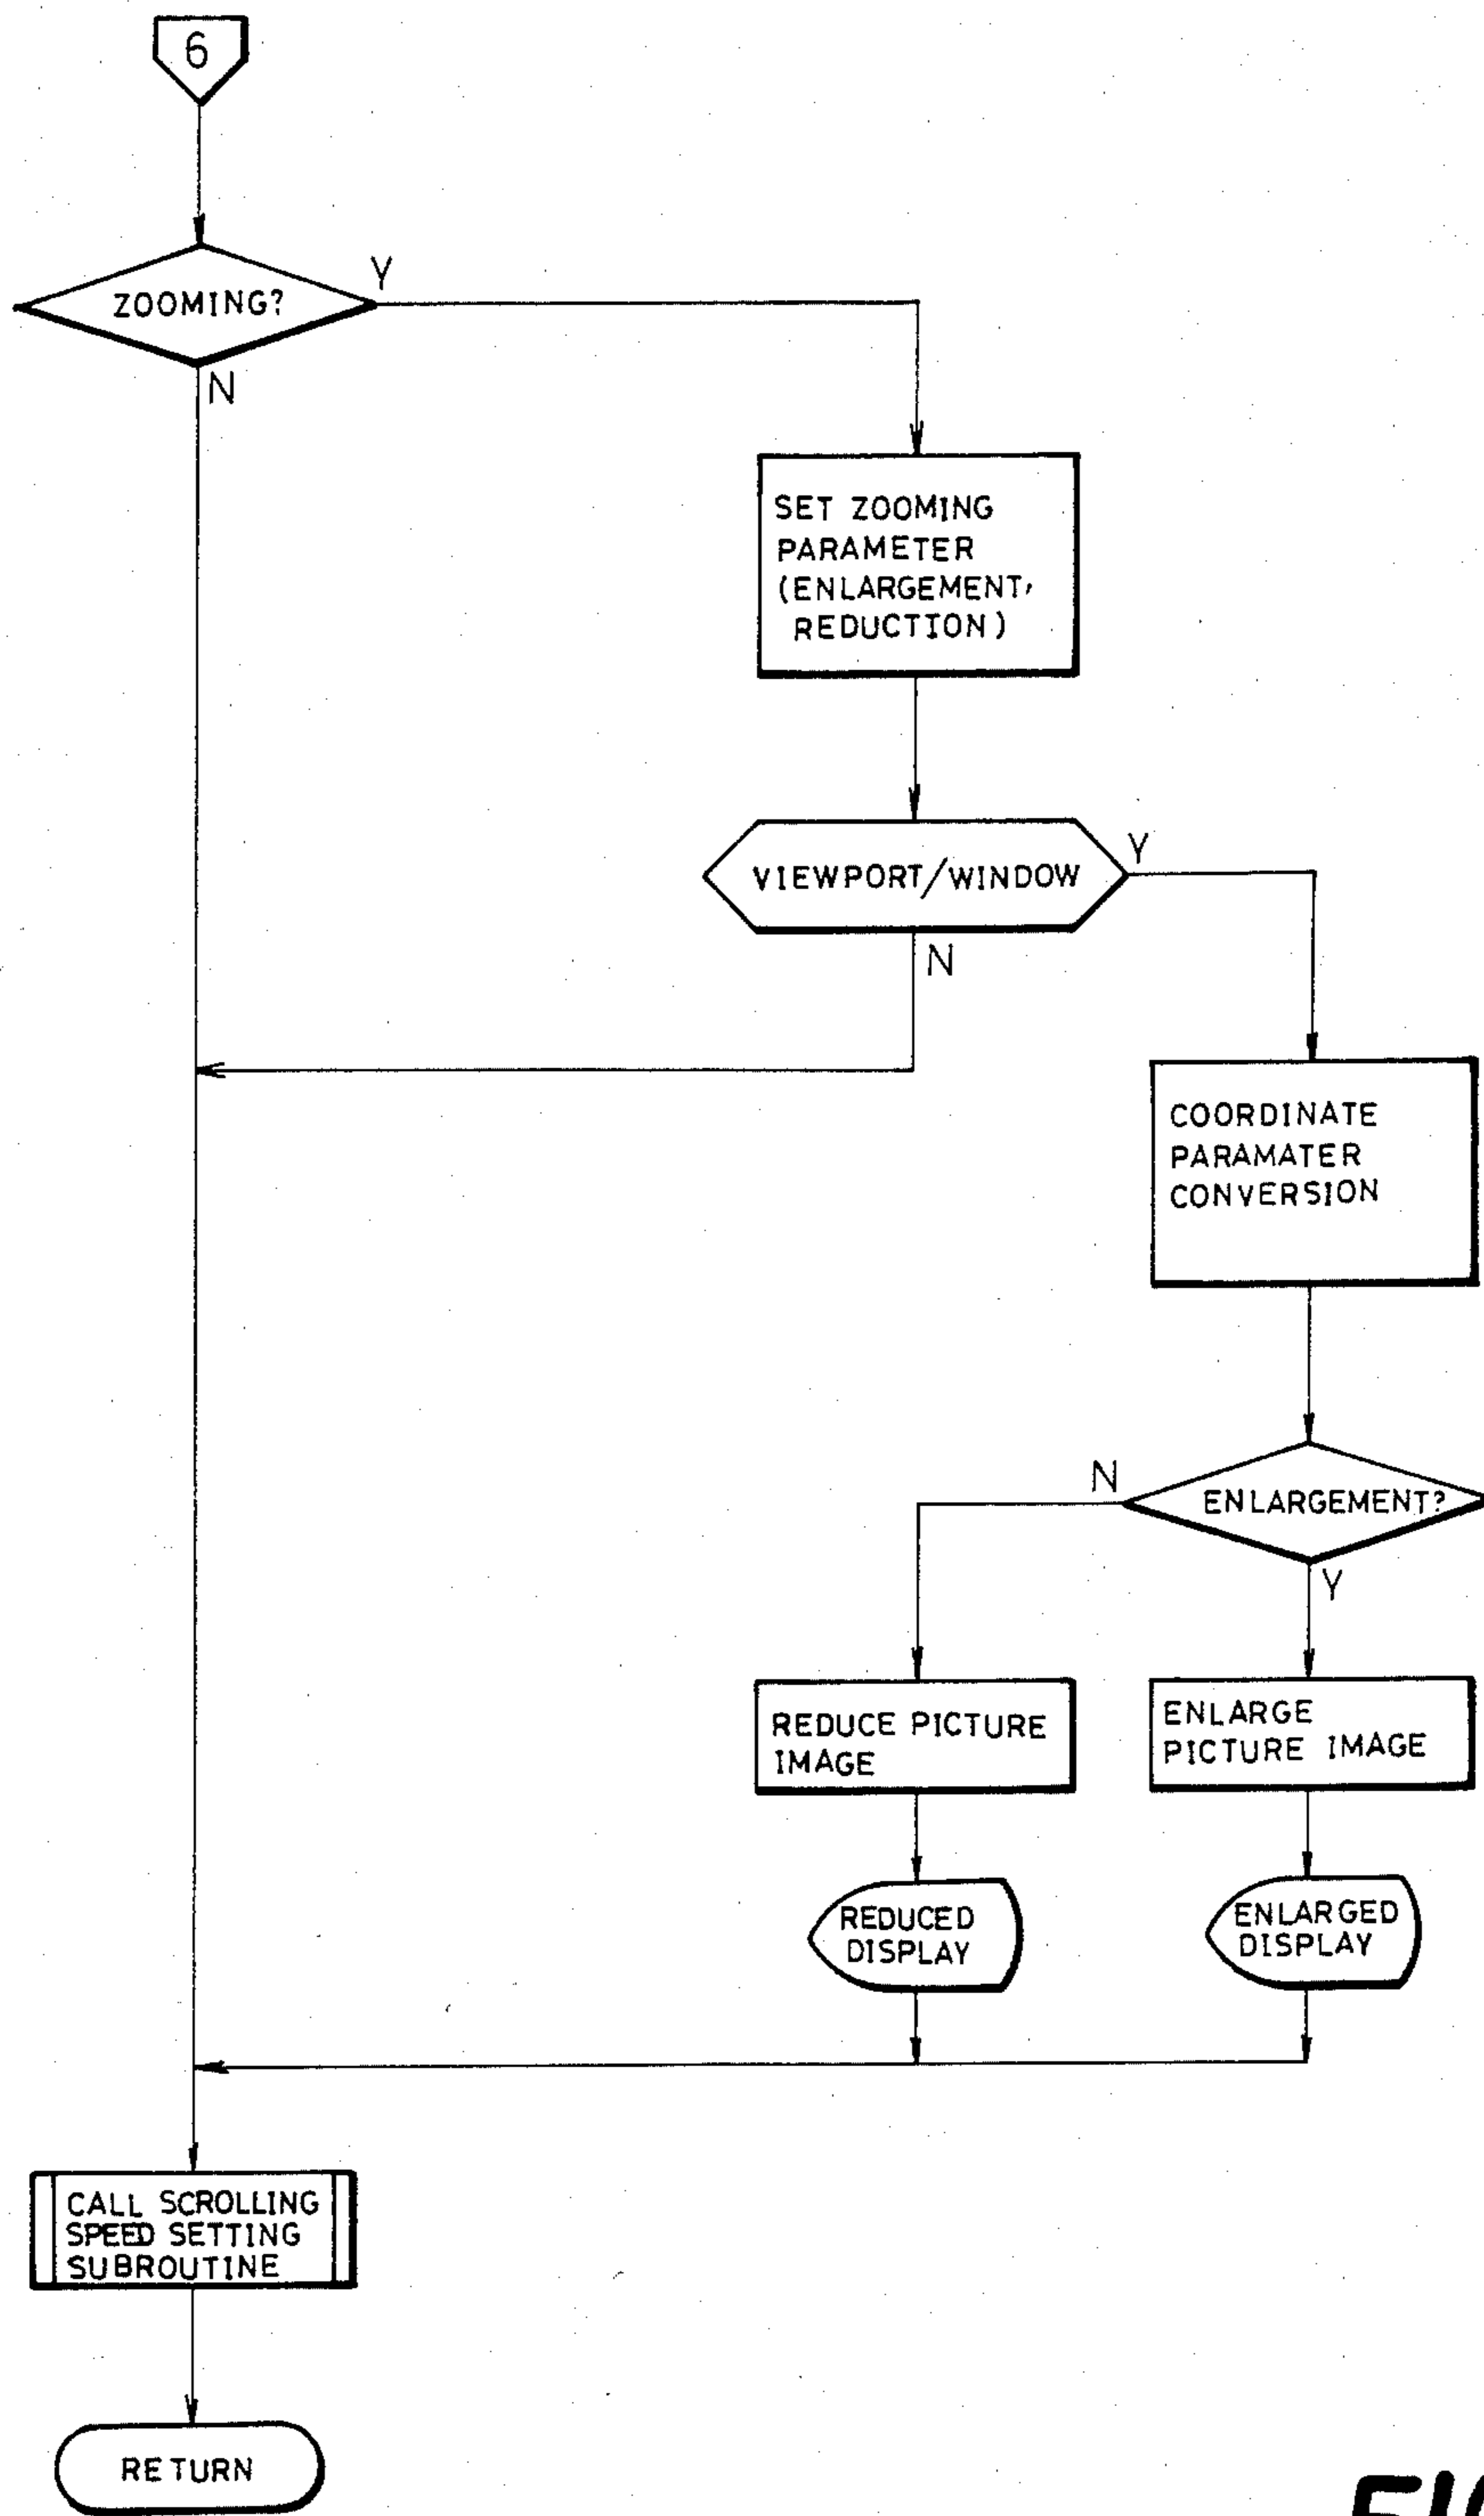 6
ZOOMING?
Y
N
SET ZOOMING
PARAMETER
(ENLARGEMENT,
REDUCTION)
VIEWPORT/WINDOW
Y
N
COORDINATE
PARAMATER
CONVERSION
N
ENLARGEMENT?
Y
REDUCE PICTURE
IMAGE
ENLARGE
PICTURE IMAGE
REDUCED
DISPLAY
ENLARGED
DISPLAY
CALL SCROLLING
SPEED SETTING
SUBROUTINE
RETURN